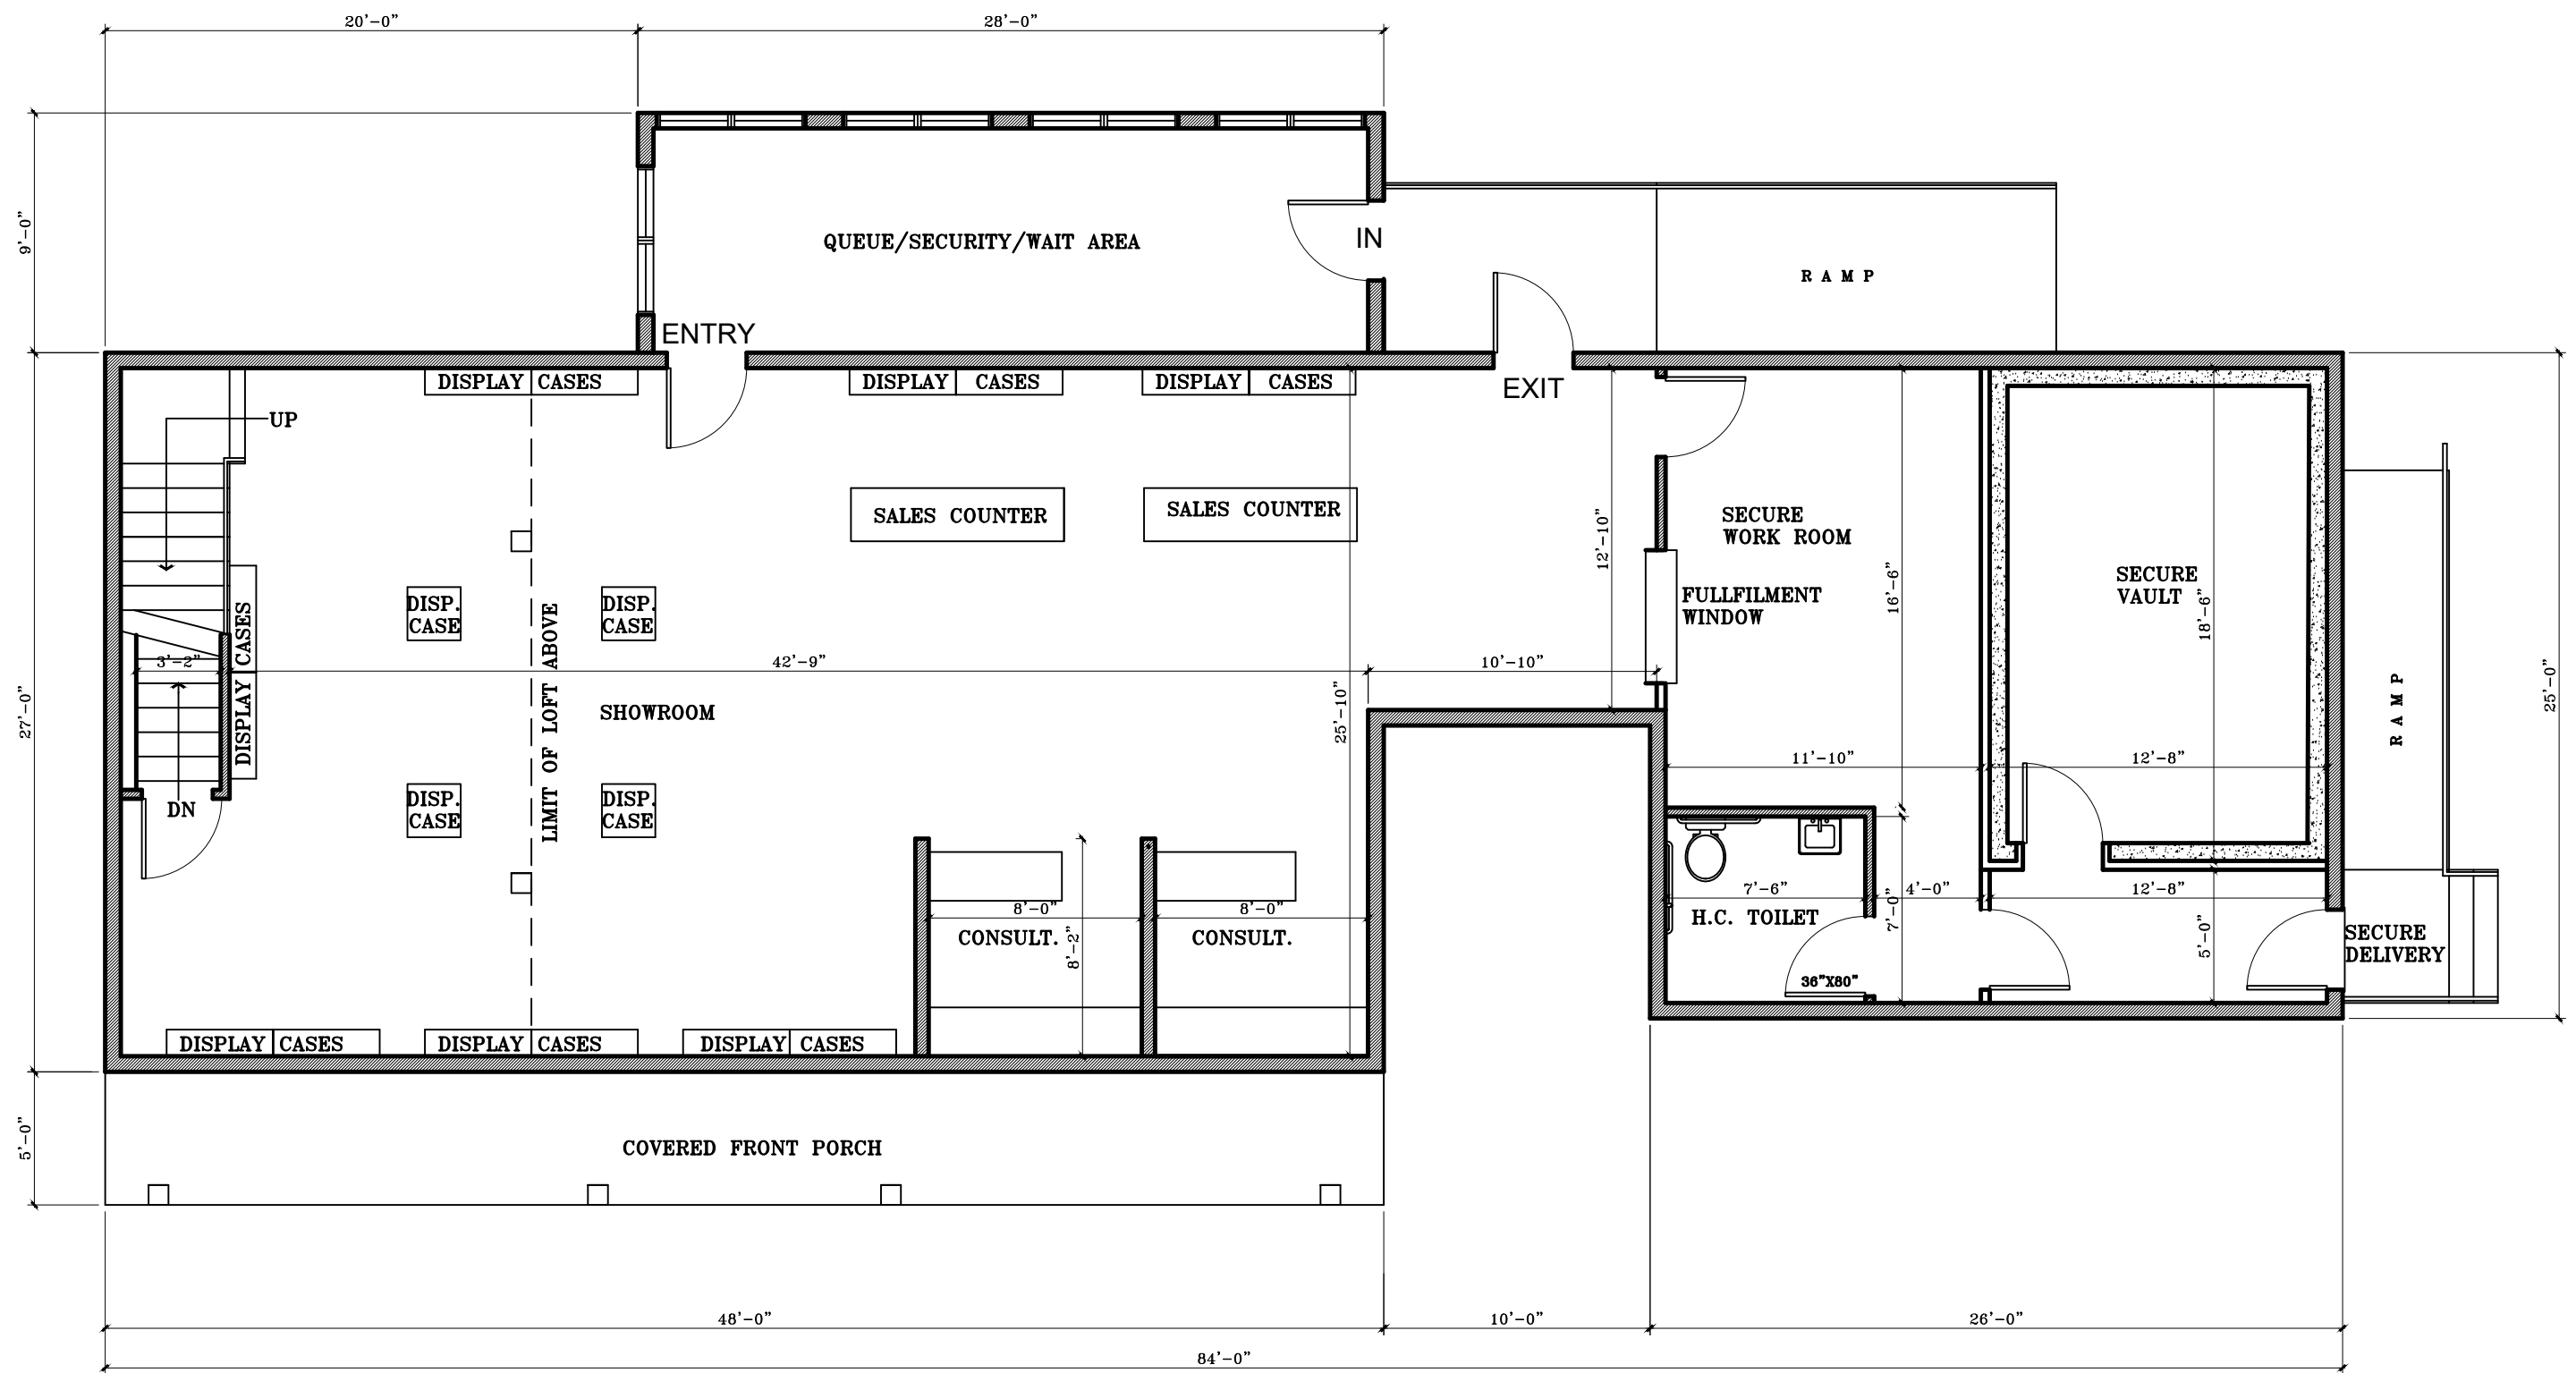 20'-0"
28'-0"
9'-0"
QUEUE/SECURITY/WAIT AREA
IN
RAMP
ENTRY
EXIT
DISPLAY CASES
DISPLAY CASES
DISPLAY CASES
UP
SALES COUNTER
SALES COUNTER
SECURE
WORK ROOM
12'-10"
16'-6"
SECURE
VAULT
18'-6"
FULLFILMENT
WINDOW
DISP.
CASE
DISP.
CASE
DISPLAY CASES
LIMIT OF LOFT ABOVE
3'-2"
42'-9"
10'-10"
25'-10"
27'-0"
25'-0"
RAMP
SHOWROOM
11'-10"
12'-8"
DN
DISP.
CASE
DISP.
CASE
7'-6"
4'-0"
12'-8"
8'-0"
8'-0"
H.C. TOILET
7'-0"
5'-0"
CONSULT.
8'-2"
CONSULT.
SECURE
DELIVERY
36"X80"
DISPLAY CASES
DISPLAY CASES
DISPLAY CASES
5'-0"
COVERED FRONT PORCH
48'-0"
10'-0"
26'-0"
84'-0"